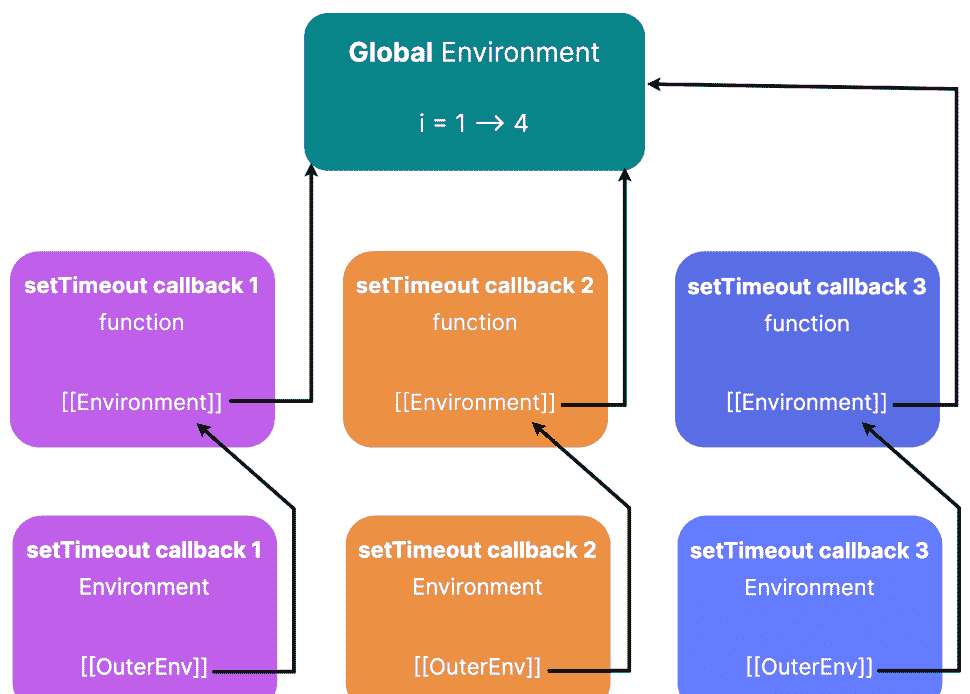 Global Environment
i = 1 → 4
setTimeout callback 1
function
[[Environment]]
setTimeout callback 2
function
[[Environment]]
setTimeout callback 3
function
[[Environment]]
setTimeout callback 1
Environment
[[OuterEnv]]
setTimeout callback 2
Environment
[[OuterEnv]]
setTimeout callback 3
Environment
[[OuterEnv]]